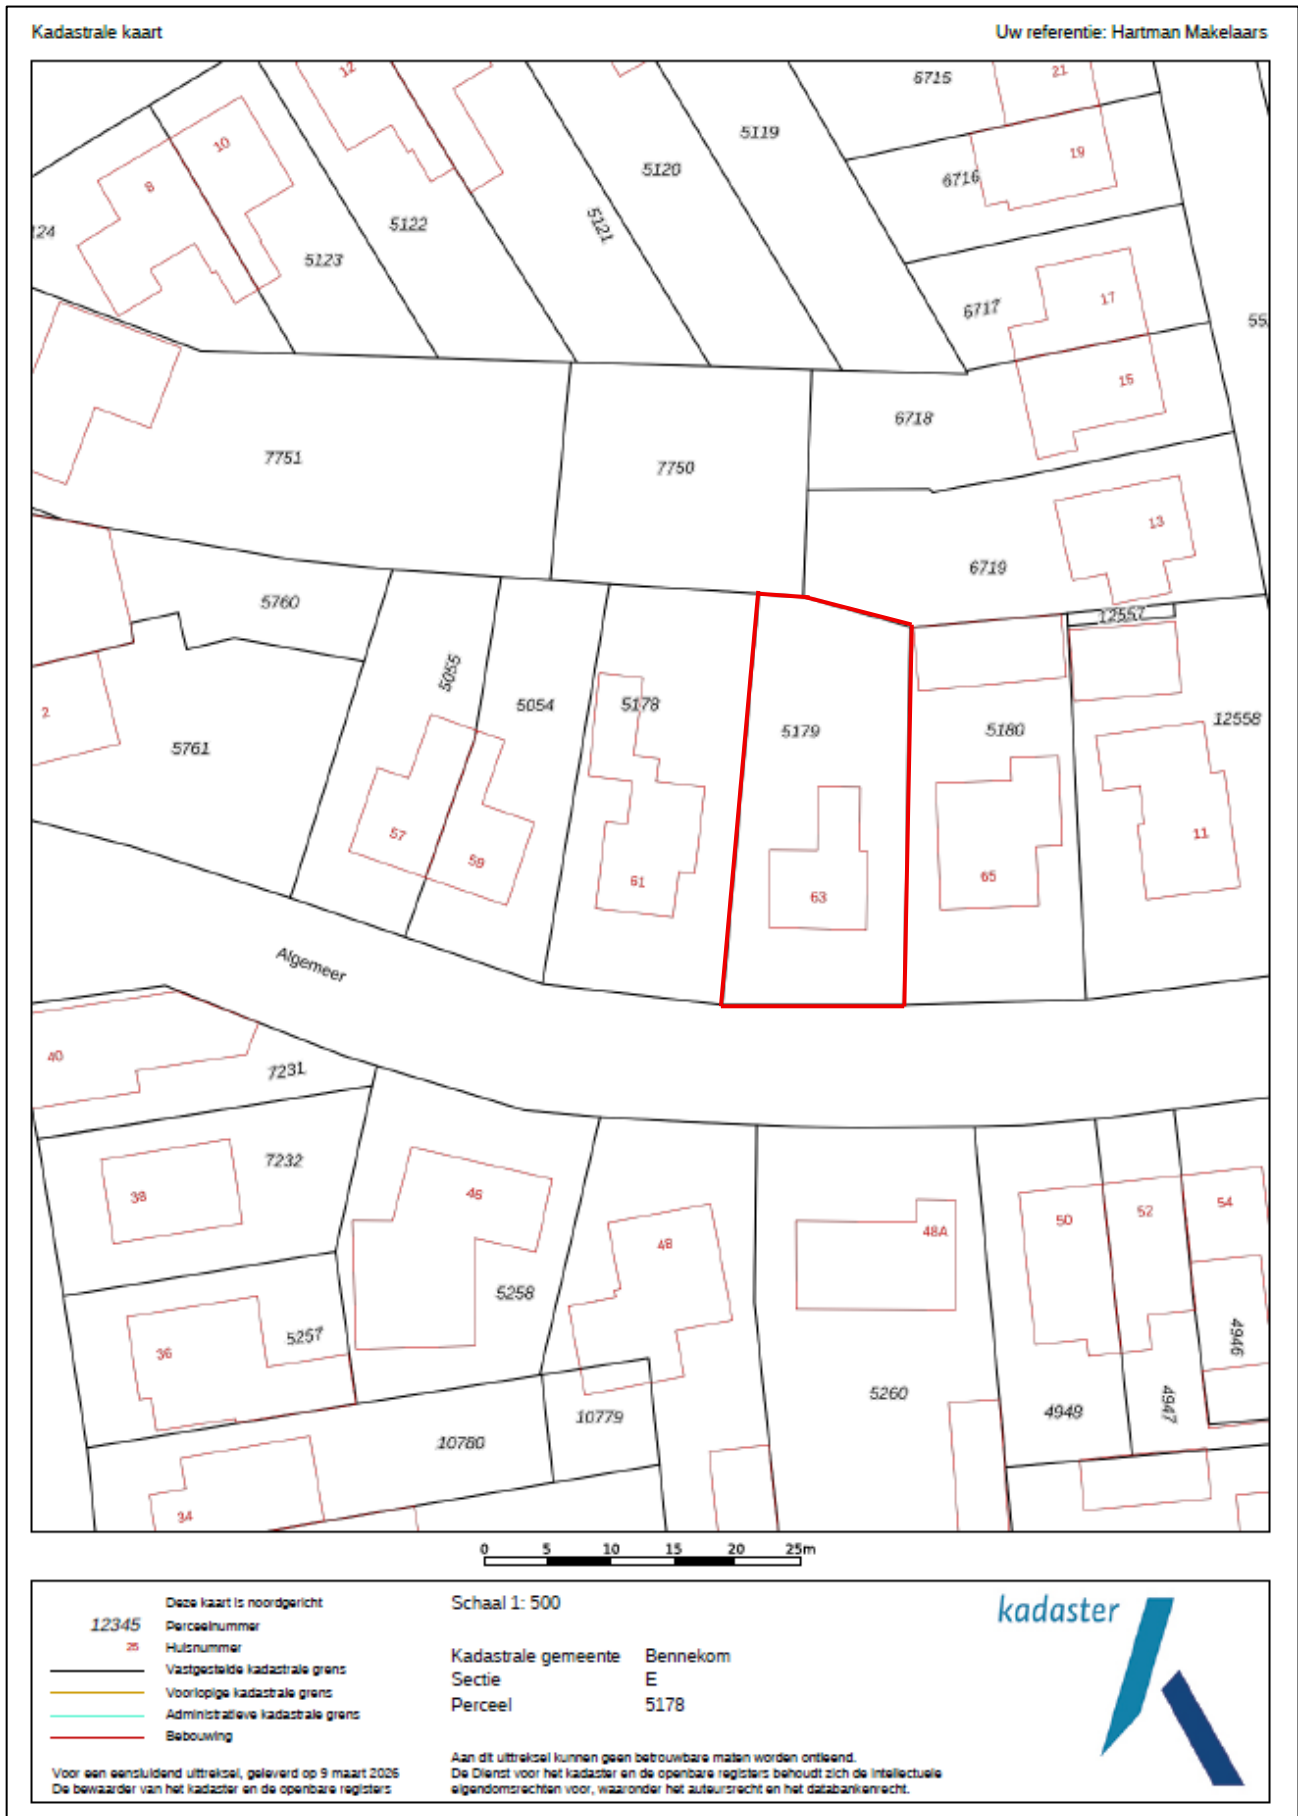 Kadastrale kaart
Uw referentie: Hartman Makelaars
12
6715
21
5119
10
5120
6716
19
8
5122
5121
124
5123
6717
17
55
15
6718
7751
7750
13
6719
5760
12557
5055
5054
5178
2
5761
5179
5180
12558
57
59
61
63
65
11
Algemeer
40
7231
7232
38
46
48
48A
50
52
54
5258
5257
36
4946
5260
4949
4947
10779
10780
34
0 5 10 15 20 25m
Deze kaart is noordgericht
12345 Perceelnummer
25 Huisnummer
Vastgestelde kadastrale grens
Voorlopige kadastrale grens
Administratieve kadastrale grens
Bebouwing
Voor een eensluidend uittreksel, geleverd op 9 maart 2026
De bewaarder van het kadaster en de openbare registers
Schaal 1: 500
Kadastrale gemeente Bennekom
Sectie E
Perceel 5178
Aan dit uittreksel kunnen geen betrouwbare maten worden ontleend.
De Dienst voor het kadaster en de openbare registers behoudt zich de intellectuele
eigendomsrechten voor, waaronder het auteursrecht en het databankenrecht.
kadaster